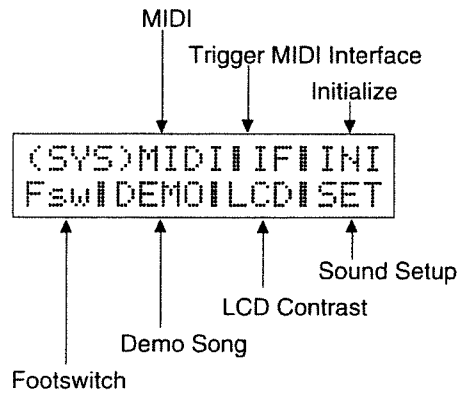 MIDI
Trigger MIDI Interface
Initialize
(SYS)MIDI▮IF▮INI
Fsw▮DEMO▮LCD▮SET
Sound Setup
LCD Contrast
Demo Song
Footswitch